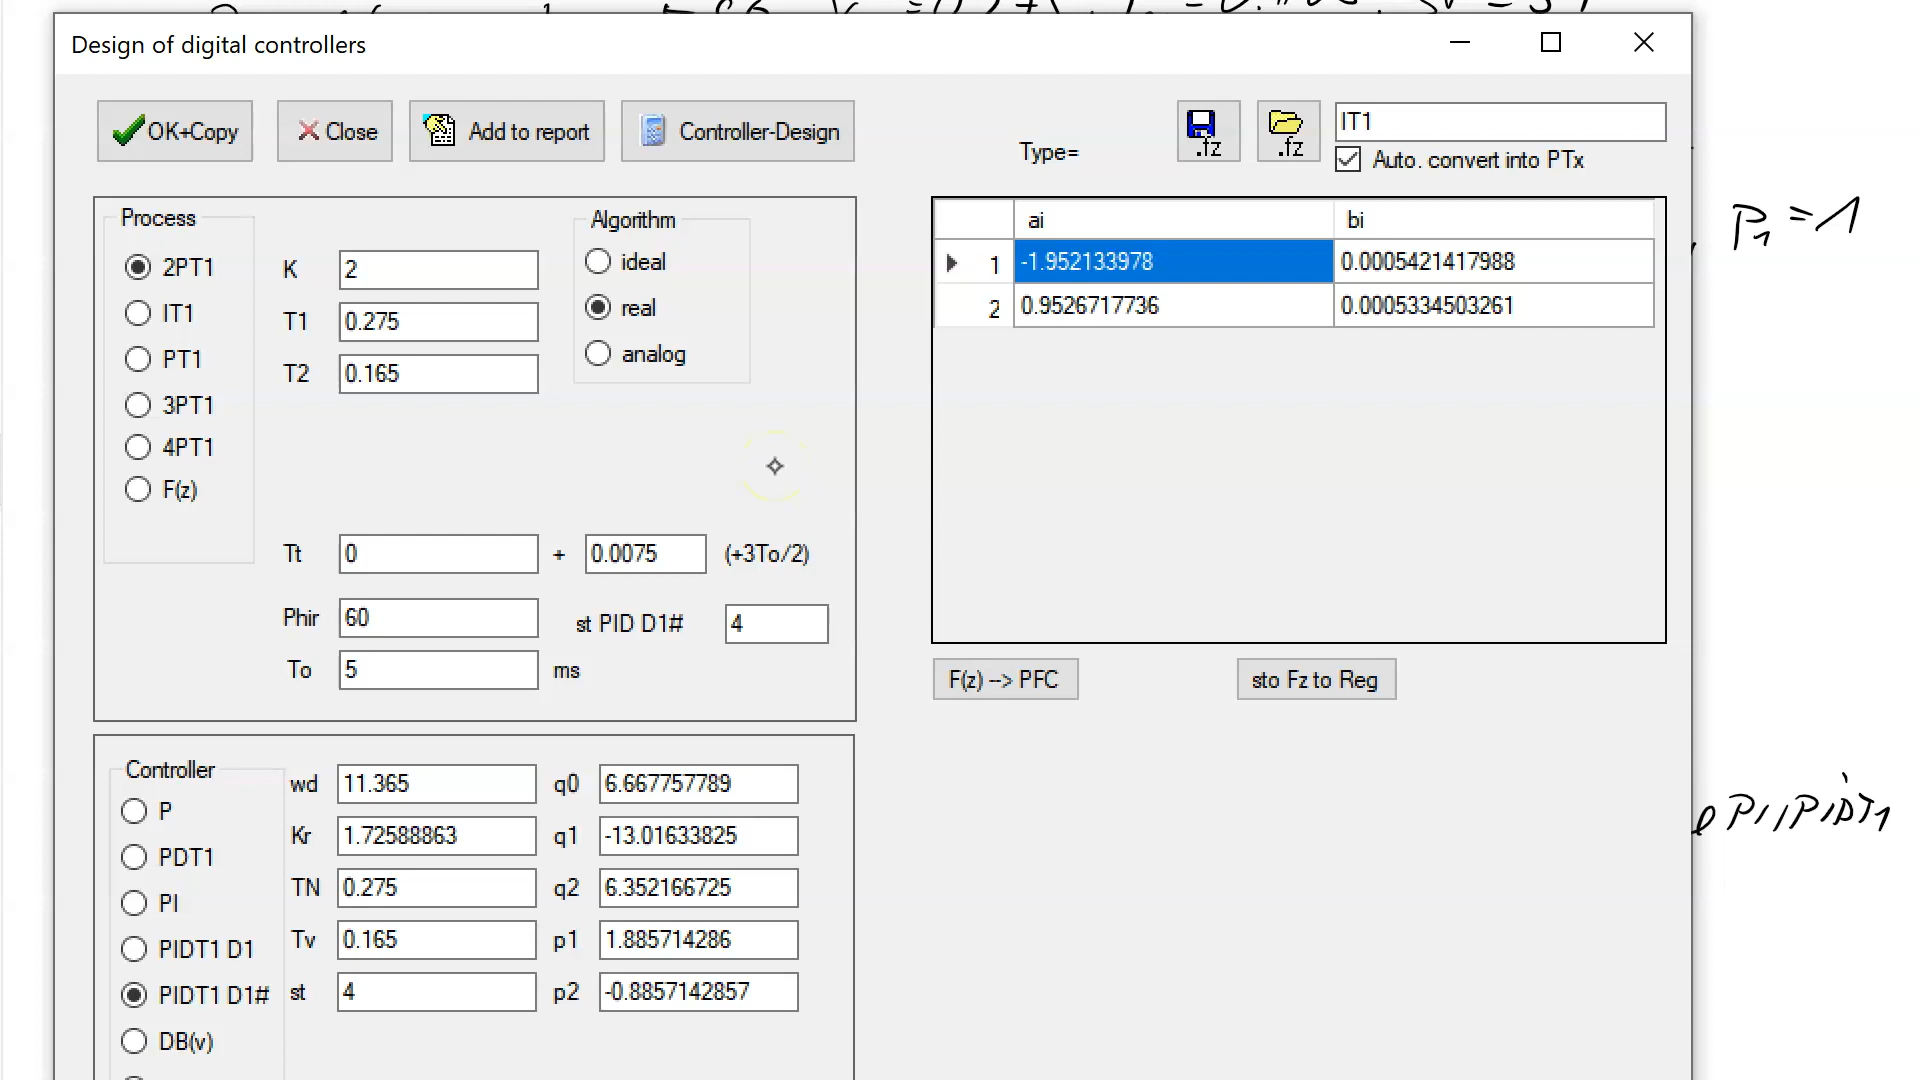 Design of digital controllers
OK+Copy
Close
Add to report
Controller-Design
Type=
.fz
.fz
IT1
Auto. convert into PTx
Process
2PT1
IT1
PT1
3PT1
4PT1
F(z)
K 2
T1 0.275
T2 0.165
Algorithm
ideal
real
analog
Tt 0 + 0.0075 (+3To/2)
Phir 60 st PID D1# 4
To 5 ms
ai bi
1 -1.952133978 0.0005421417988
2 0.9526717736 0.0005334503261
F(z) --> PFC
sto Fz to Reg
P1 = 1
Controller
P
PDT1
PI
PIDT1 D1
PIDT1 D1#
DB(v)
wd 11.365 q0 6.667757789
Kr 1.72588863 q1 -13.01633825
TN 0.275 q2 6.352166725
Tv 0.165 p1 1.885714286
st 4 p2 -0.8857142857
PI/PIDT1